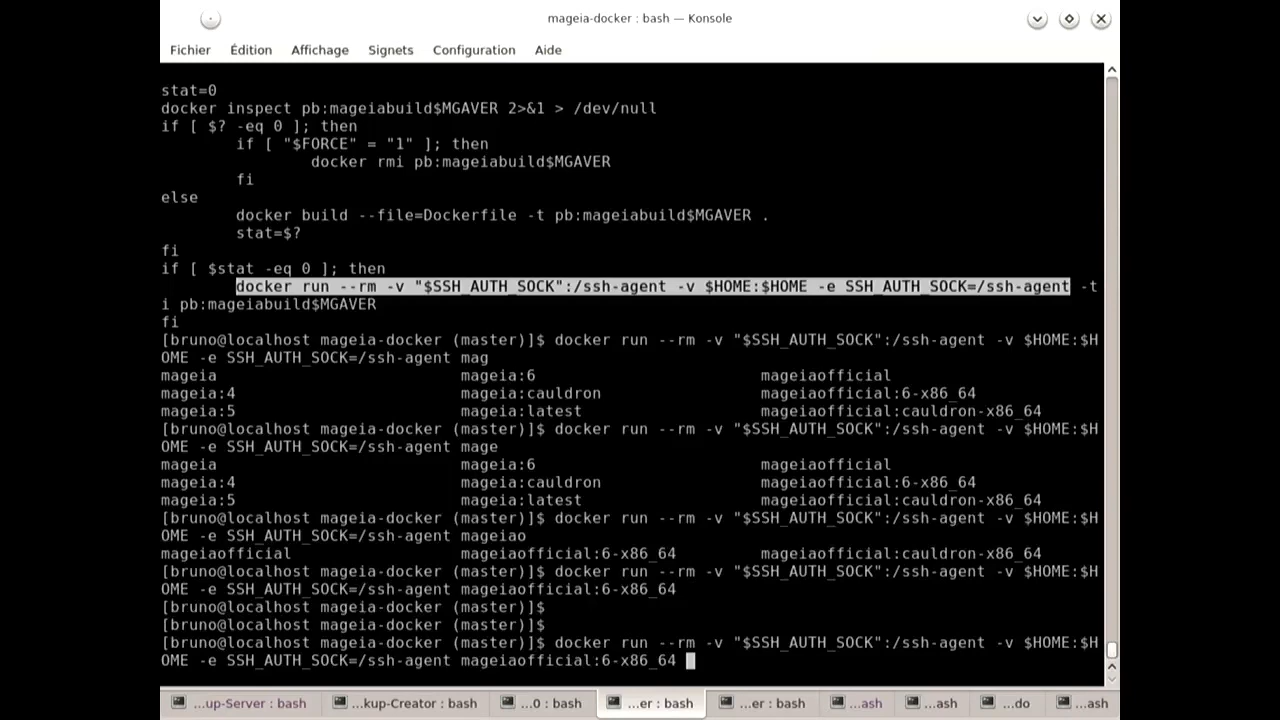 mageia-docker : bash — Konsole
Fichier Édition Affichage Signets Configuration Aide
stat=0
docker inspect pb:mageiabuild$MGAVER 2>&1 > /dev/null
if [ $? -eq 0 ]; then
if [ "$FORCE" = "1" ]; then
docker rmi pb:mageiabuild$MGAVER
fi
else
docker build --file=Dockerfile -t pb:mageiabuild$MGAVER .
stat=$?
fi
if [ $stat -eq 0 ]; then
docker run --rm -v "$SSH_AUTH_SOCK":/ssh-agent -v $HOME:$HOME -e SSH_AUTH_SOCK=/ssh-agent -t
i pb:mageiabuild$MGAVER
fi
[bruno@localhost mageia-docker (master)]$ docker run --rm -v "$SSH_AUTH_SOCK":/ssh-agent -v $HOME:$H
OME -e SSH_AUTH_SOCK=/ssh-agent mag
mageia mageia:6 mageiaofficial
mageia:4 mageia:cauldron mageiaofficial:6-x86_64
mageia:5 mageia:latest mageiaofficial:cauldron-x86_64
[bruno@localhost mageia-docker (master)]$ docker run --rm -v "$SSH_AUTH_SOCK":/ssh-agent -v $HOME:$H
OME -e SSH_AUTH_SOCK=/ssh-agent mage
mageia mageia:6 mageiaofficial
mageia:4 mageia:cauldron mageiaofficial:6-x86_64
mageia:5 mageia:latest mageiaofficial:cauldron-x86_64
[bruno@localhost mageia-docker (master)]$ docker run --rm -v "$SSH_AUTH_SOCK":/ssh-agent -v $HOME:$H
OME -e SSH_AUTH_SOCK=/ssh-agent mageiao
mageiaofficial mageiaofficial:6-x86_64 mageiaofficial:cauldron-x86_64
[bruno@localhost mageia-docker (master)]$ docker run --rm -v "$SSH_AUTH_SOCK":/ssh-agent -v $HOME:$H
OME -e SSH_AUTH_SOCK=/ssh-agent mageiaofficial:6-x86_64
[bruno@localhost mageia-docker (master)]$
[bruno@localhost mageia-docker (master)]$
[bruno@localhost mageia-docker (master)]$ docker run --rm -v "$SSH_AUTH_SOCK":/ssh-agent -v $HOME:$H
OME -e SSH_AUTH_SOCK=/ssh-agent mageiaofficial:6-x86_64
...up-Server : bash ...kup-Creator : bash ...0 : bash ...er : bash ...er : bash ...ash ...ash ...do ...ash